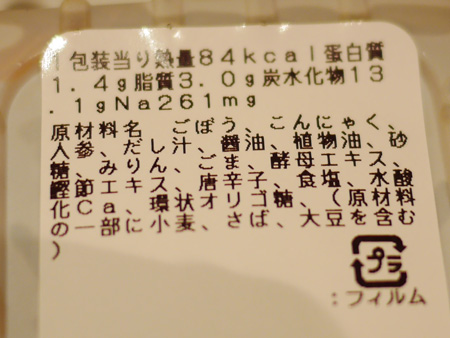 1包装当り熱量84kcal蛋白質
1.4g脂質3.0g炭水化物13
.1gNa261mg
原材料名 ごぼう、こんにゃく、
人参、だし汁、醤油、植物油、砂
糖、みりん、ごま、酵母エキス、
鰹節エキス、唐辛子、食塩、水酸
化Ca、環状オリゴ糖、(原材料
の一部に小麦、さば、大豆を含む
)
プラ
:フィルム